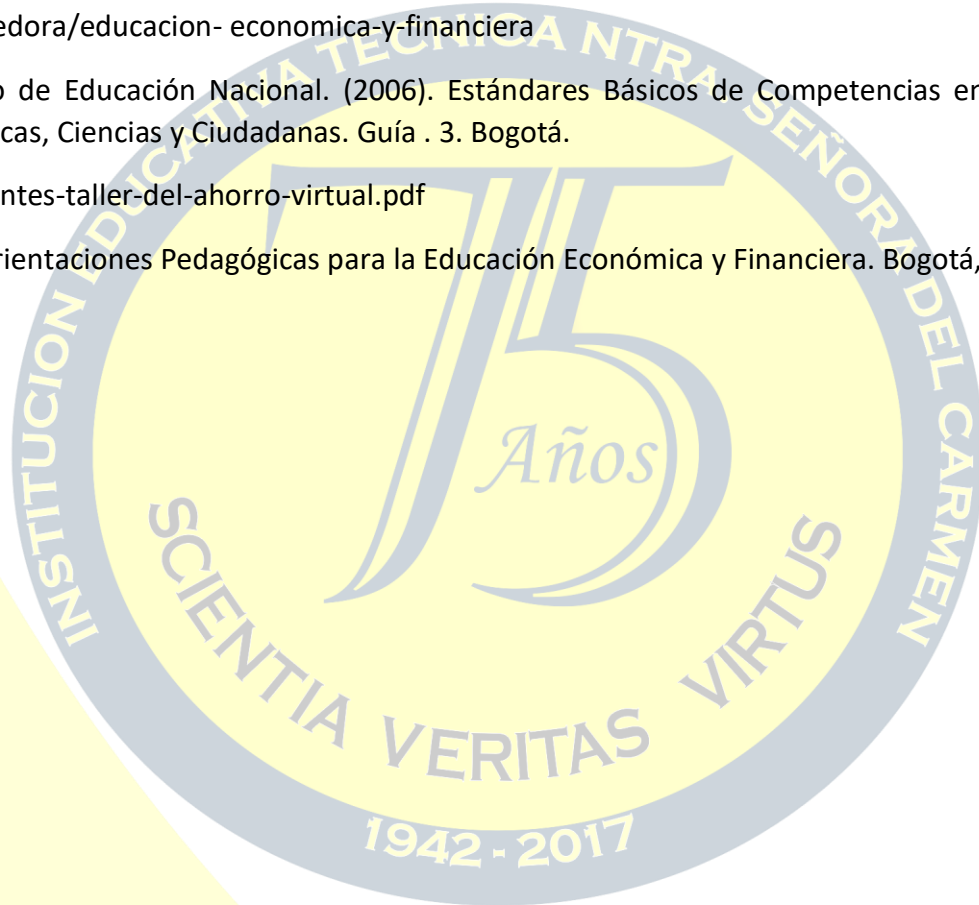 edora/educacion- economica-y-financiera
o de Educación Nacional. (2006). Estándares Básicos de Competencias en
cas, Ciencias y Ciudadanas. Guía . 3. Bogotá.
ntes-taller-del-ahorro-virtual.pdf
rientaciones Pedagógicas para la Educación Económica y Financiera. Bogotá,
INSTITUCION EDUCATIVA TECNICA NTRA SEÑORA DEL CARMEN
75
Años
SCIENTIA VERITAS VIRTUS
1942 - 2017